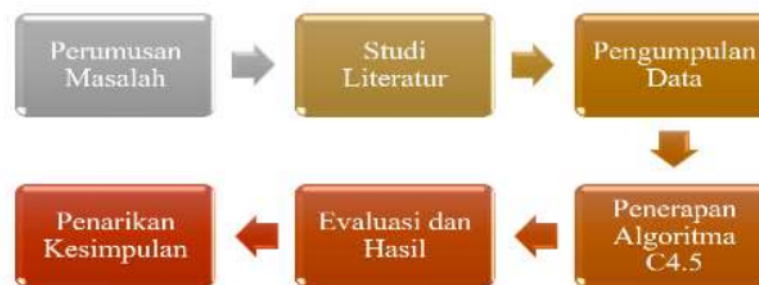 Perumusan
Masalah
Studi
Literatur
Pengumpulan
Data
Penerapan
Algoritma
C4.5
Evaluasi dan
Hasil
Penarikan
Kesimpulan